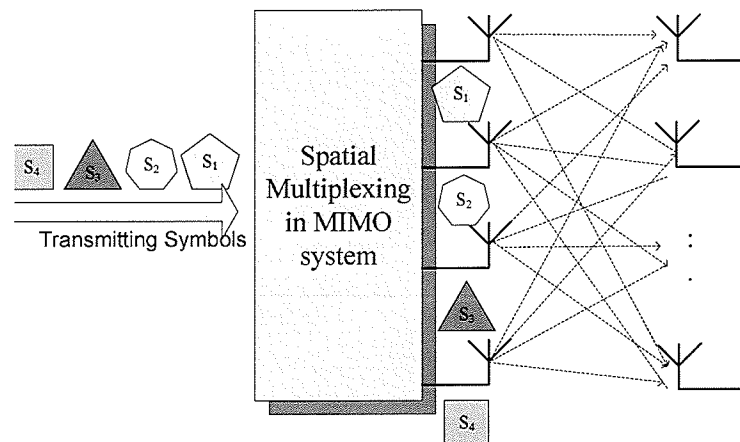 S4 S3 S2 S1
Transmitting Symbols
Spatial
Multiplexing
in MIMO
system
S1
S2
S3
S4